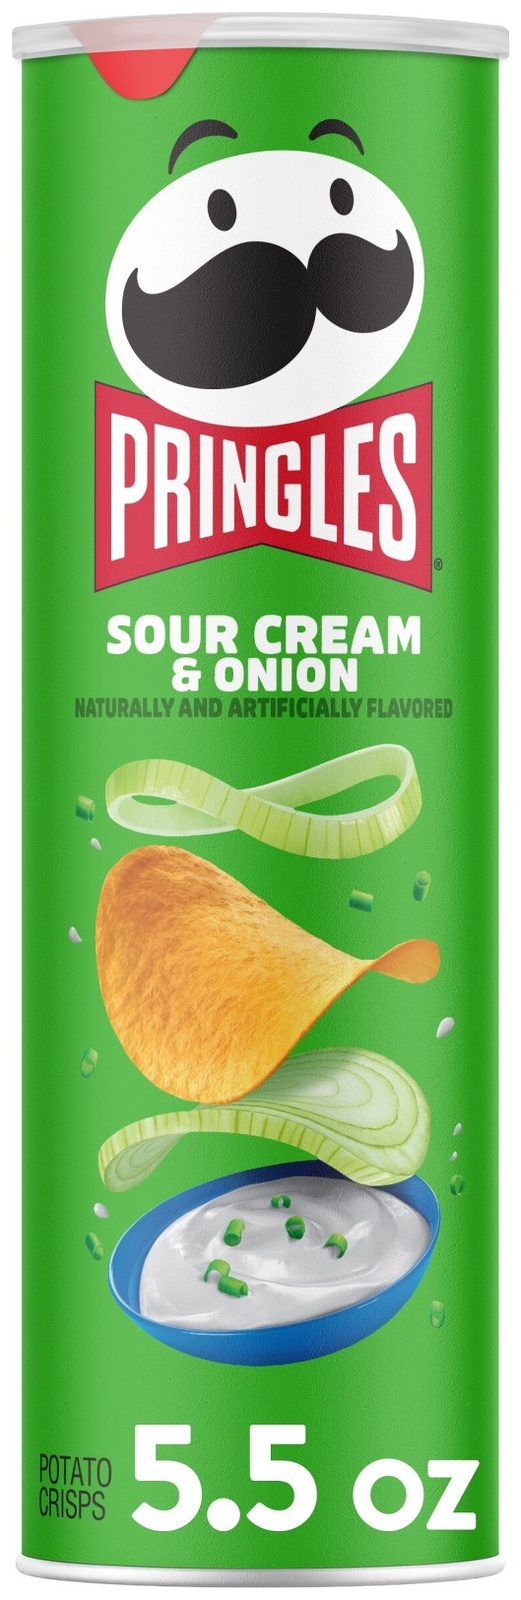 PRINGLES
®
SOUR CREAM
& ONION
NATURALLY AND ARTIFICIALLY FLAVORED
POTATO
CRISPS
5.5 oz